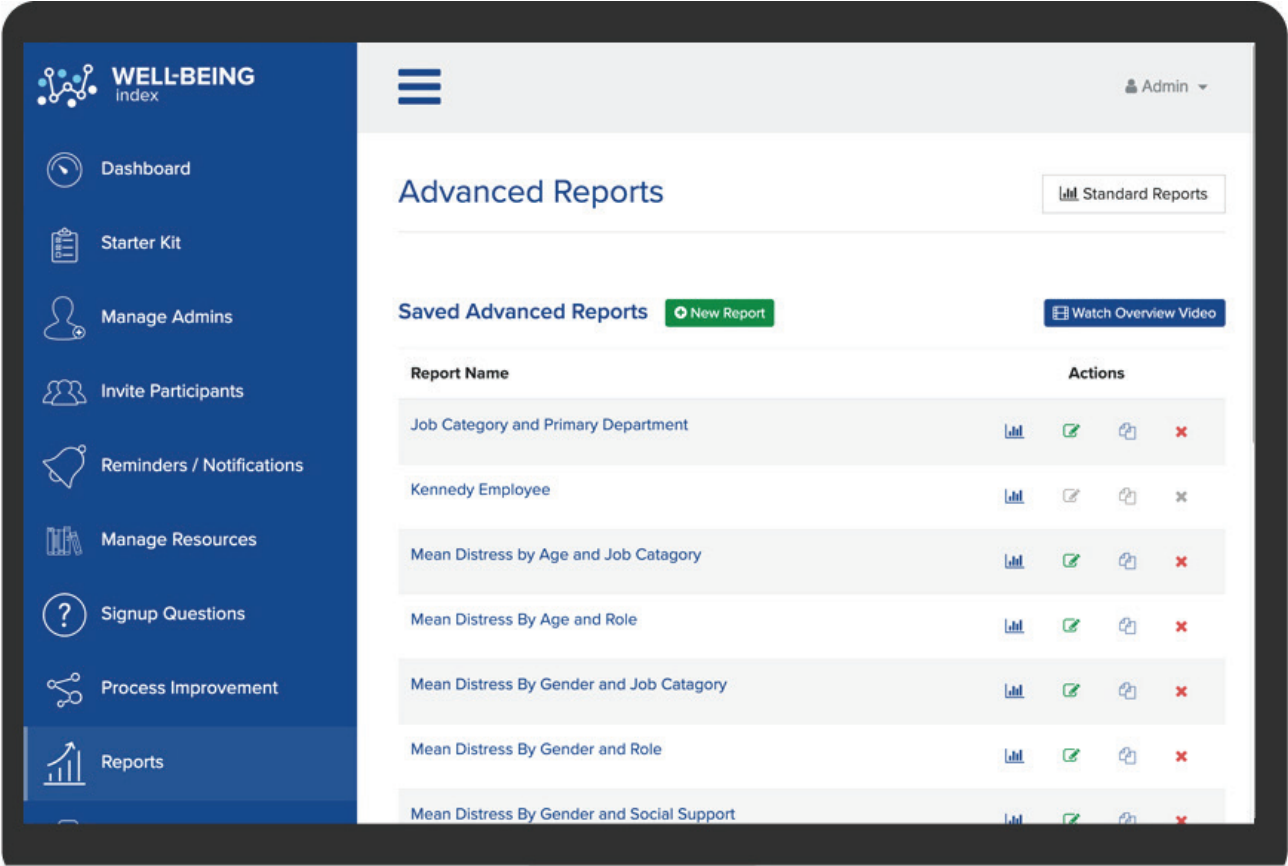 WELL-BEING
index
Admin
Dashboard
Starter Kit
Manage Admins
Invite Participants
Reminders / Notifications
Manage Resources
Signup Questions
Process Improvement
Reports
Advanced Reports
Standard Reports
Saved Advanced Reports
New Report
Watch Overview Video
Report Name Actions
Job Category and Primary Department
Kennedy Employee
Mean Distress by Age and Job Catagory
Mean Distress By Age and Role
Mean Distress By Gender and Job Catagory
Mean Distress By Gender and Role
Mean Distress By Gender and Social Support